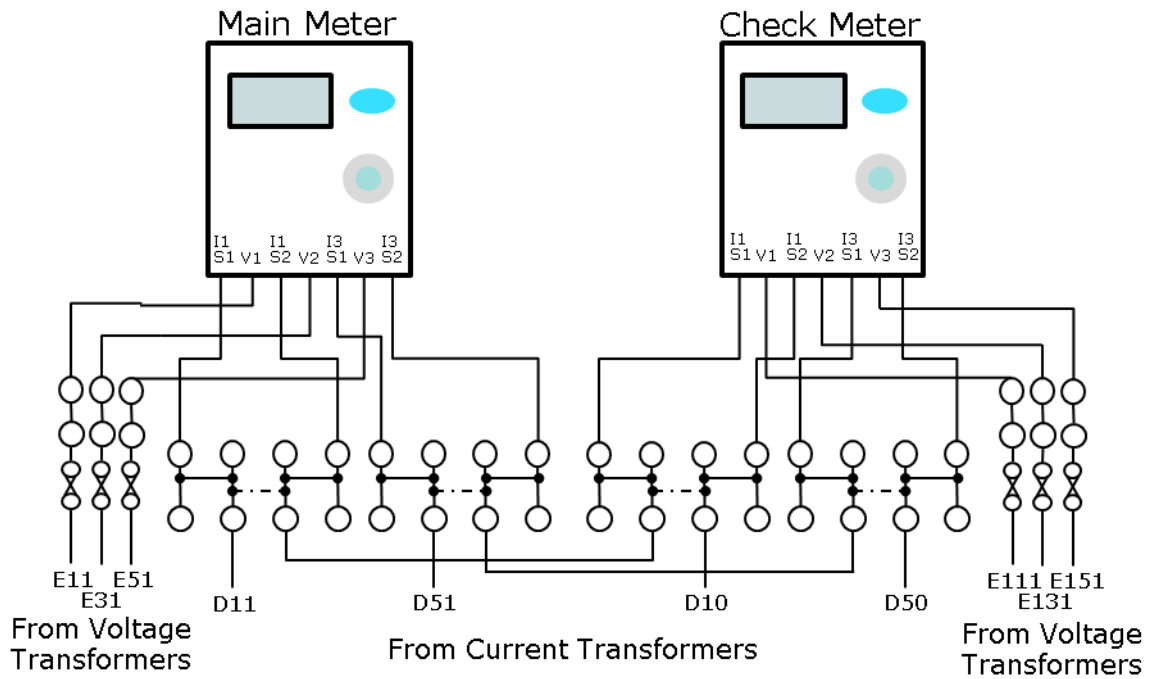 Main Meter
Check Meter
I1 I1 I3 I3
S1 V1 S2 V2 S1 V3 S2
I1 I1 I3 I3
S1 V1 S2 V2 S1 V3 S2
E11 E51
E31
D11
D51
D10
D50
E111 E151
E131
From Voltage
Transformers
From Current Transformers
From Voltage
Transformers